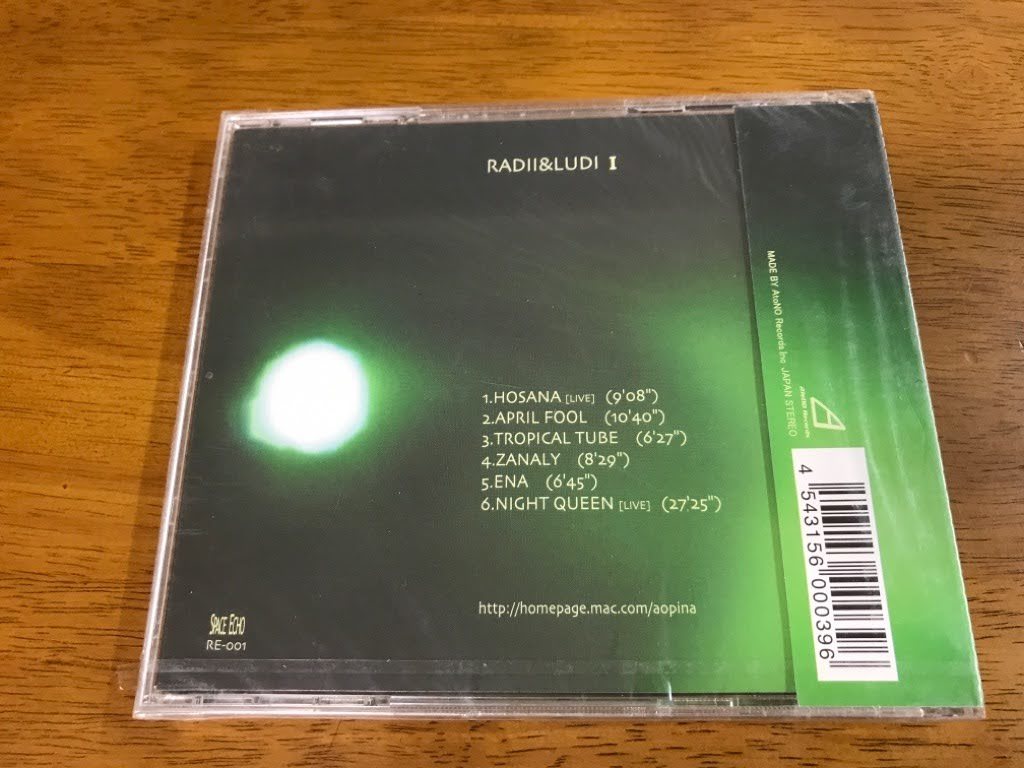 RADII&LUDI I
1.HOSANA [LIVE] (9'08")
2.APRIL FOOL (10'40")
3.TROPICAL TUBE (6'27")
4.ZANALY (8'29")
5.ENA (6'45")
6.NIGHT QUEEN [LIVE] (27'25")
http://homepage.mac.com/aopina
SPACE ECHO
RE-001
MADE BY AtoNO Records Inc JAPAN STEREO
AtoNO Records
4 543156 000396